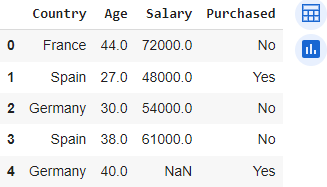 Country Age Salary Purchased
0 France 44.0 72000.0 No
1 Spain 27.0 48000.0 Yes
2 Germany 30.0 54000.0 No
3 Spain 38.0 61000.0 No
4 Germany 40.0 NaN Yes